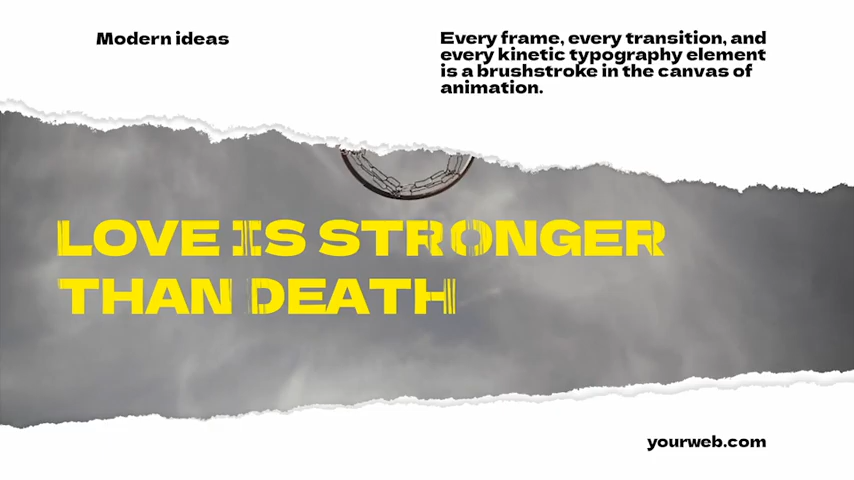 Modern ideas
Every frame, every transition, and
every kinetic typography element
is a brushstroke in the canvas of
animation.
LOVE IS STRONGER
THAN DEATH
yourweb.com